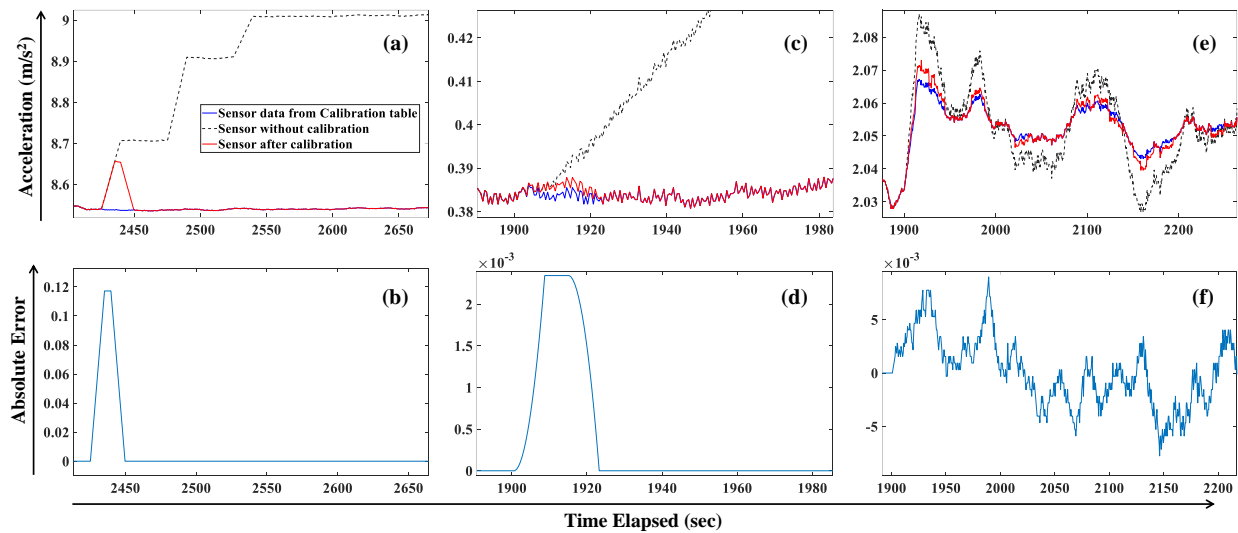 Acceleration (m/s²)
9
8.9
8.8
8.7
8.6
(a)
Sensor data from Calibration table
Sensor without calibration
Sensor after calibration
2450 2500 2550 2600 2650
0.42
0.41
0.4
0.39
0.38
(c)
1900 1920 1940 1960 1980
2.08
2.07
2.06
2.05
2.04
2.03
(e)
1900 2000 2100 2200
Absolute Error
0.12
0.1
0.08
0.06
0.04
0.02
0
(b)
2450 2500 2550 2600 2650
×10⁻³
2
1.5
1
0.5
0
(d)
1900 1920 1940 1960 1980
×10⁻³
5
0
-5
(f)
1900 1950 2000 2050 2100 2150 2200
Time Elapsed (sec)